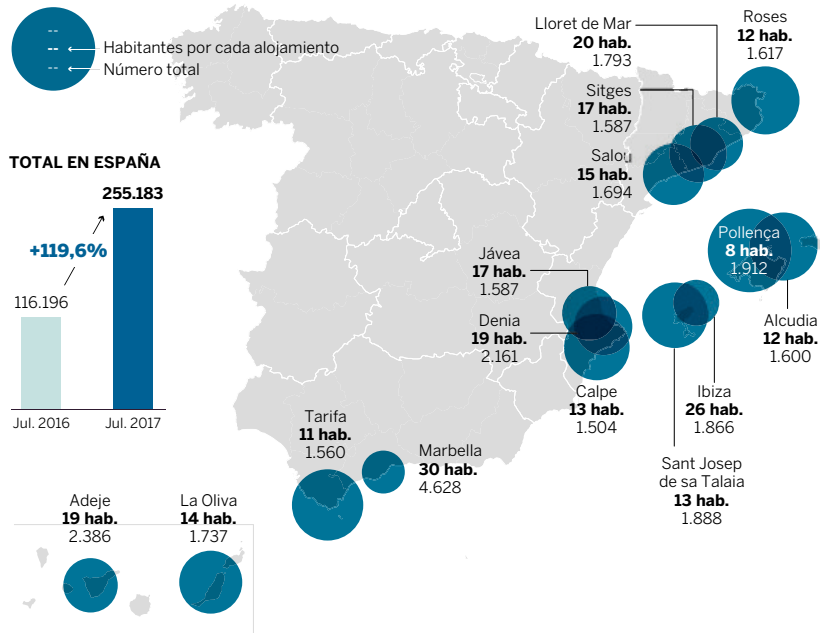 --
-- Habitantes por cada alojamiento
-- Número total
TOTAL EN ESPAÑA
255.183
+119,6%
116.196
Jul. 2016
Jul. 2017
Lloret de Mar
20 hab.
1.793
Roses
12 hab.
1.617
Sitges
17 hab.
1.587
Salou
15 hab.
1.694
Pollença
8 hab.
1.912
Alcudia
12 hab.
1.600
Jávea
17 hab.
1.587
Denia
19 hab.
2.161
Calpe
13 hab.
1.504
Ibiza
26 hab.
1.866
Sant Josep
de sa Talaia
13 hab.
1.888
Tarifa
11 hab.
1.560
Marbella
30 hab.
4.628
Adeje
19 hab.
2.386
La Oliva
14 hab.
1.737